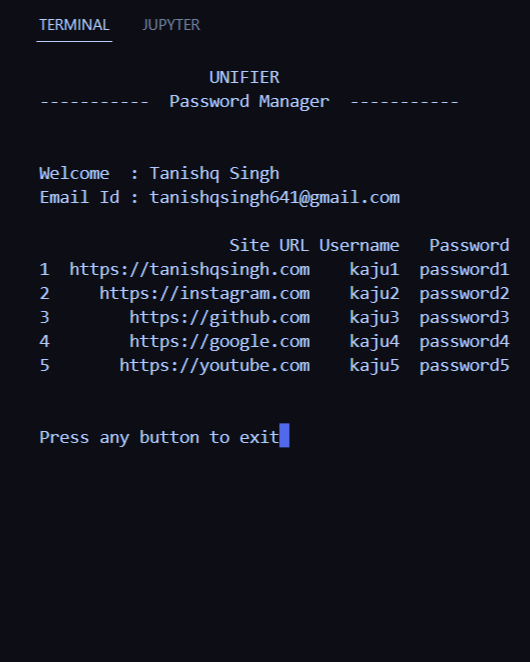 TERMINAL JUPYTER
UNIFIER
----------- Password Manager -----------
Welcome : Tanishq Singh
Email Id : tanishqsingh641@gmail.com
Site URL Username Password
1 https://tanishqsingh.com kaju1 password1
2 https://instagram.com kaju2 password2
3 https://github.com kaju3 password3
4 https://google.com kaju4 password4
5 https://youtube.com kaju5 password5
Press any button to exit